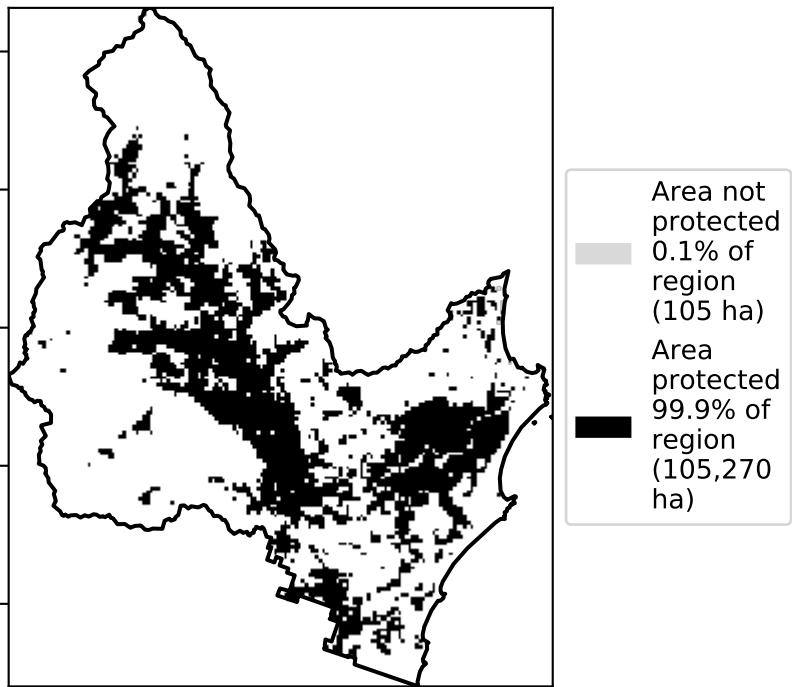 Area not
protected
0.1% of
region
(105 ha)
Area
protected
99.9% of
region
(105,270
ha)